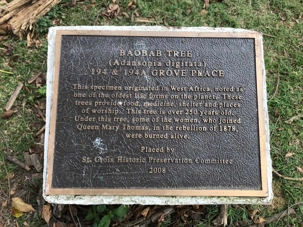 BAOBAB TREE
(Adansonia digitata)
194 & 194A GROVE PLACE
This specimen originated in West Africa, noted as
one of the oldest life forms on the planet. These
trees provide food, medicine, shelter and places
of worship. This tree is over 250 years old.
Under this tree, some of the women, who joined
Queen Mary Thomas, in the rebellion of 1878,
were burned alive.
Placed by
St. Croix Historic Preservation Committee
2008